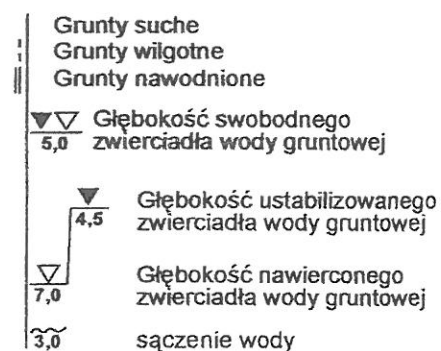 Grunty suche
Grunty wilgotne
Grunty nawodnione
Głębokość swobodnego
5,0 zwierciadła wody gruntowej
Głębokość ustabilizowanego
4,5 zwierciadła wody gruntowej
Głębokość nawierconego
7,0 zwierciadła wody gruntowej
3,0 sączenie wody